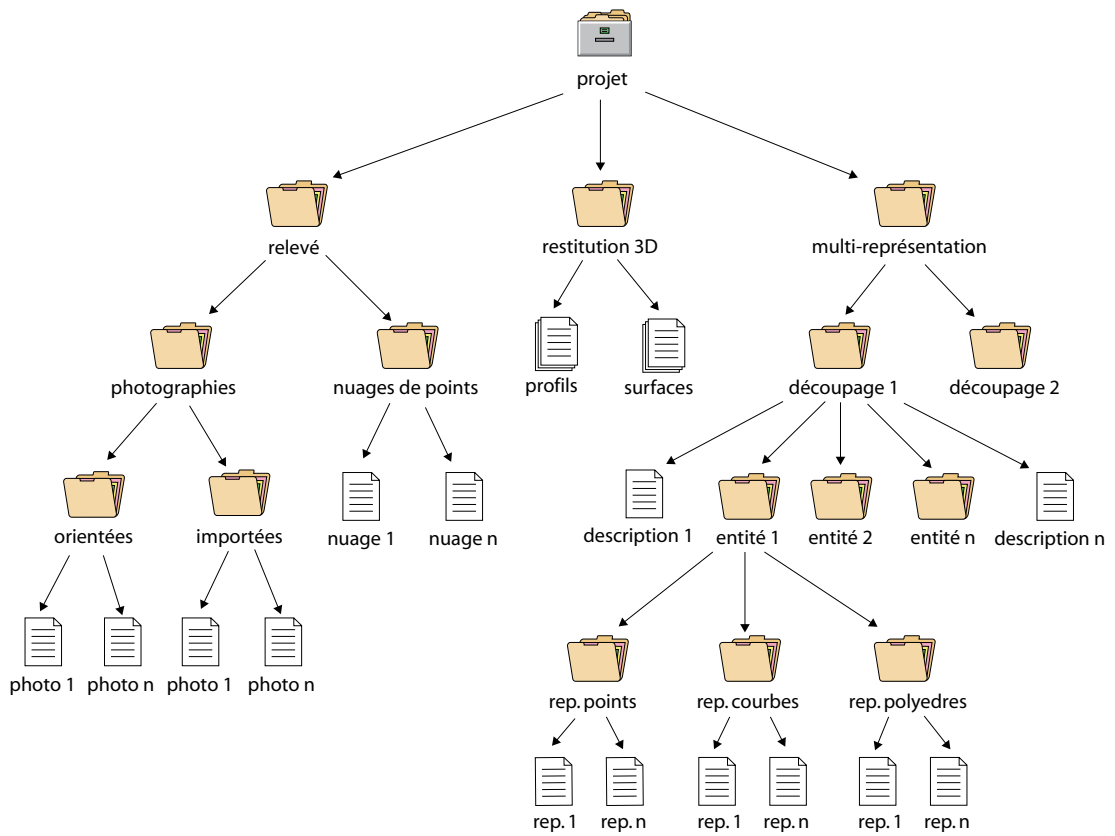 projet
relevé
restitution 3D
multi-représentation
photographies
nuages de points
profils
surfaces
découpage 1
découpage 2
orientées
importées
nuage 1
nuage n
description 1
entité 1
entité 2
entité n
description n
photo 1
photo n
photo 1
photo n
rep. points
rep. courbes
rep. polyedres
rep. 1
rep. n
rep. 1
rep. n
rep. 1
rep. n